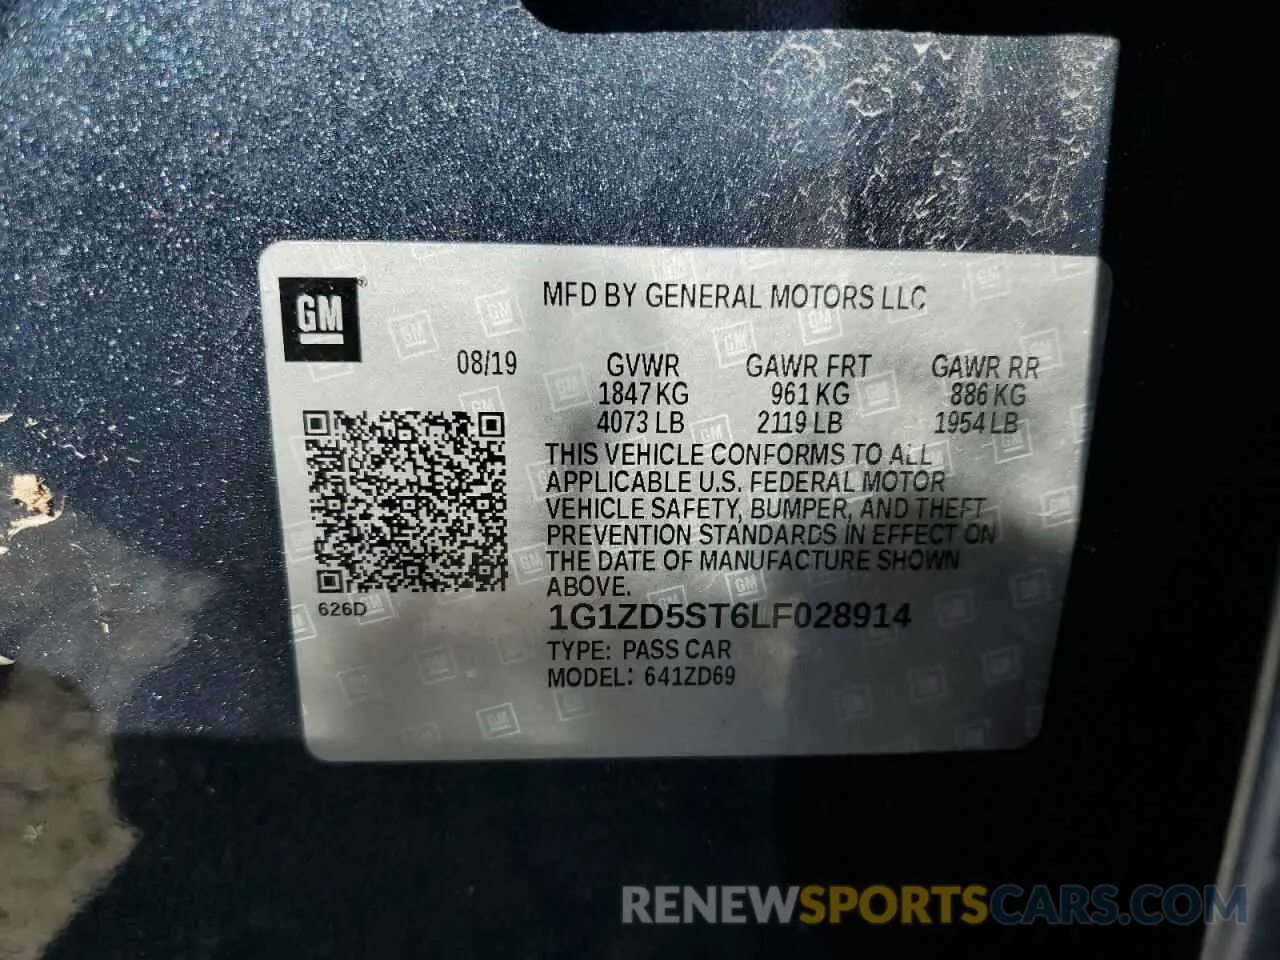 GM
MFD BY GENERAL MOTORS LLC
08/19 GVWR GAWR FRT GAWR RR
1847 KG 961 KG 886 KG
4073 LB 2119 LB 1954 LB
THIS VEHICLE CONFORMS TO ALL
APPLICABLE U.S. FEDERAL MOTOR
VEHICLE SAFETY, BUMPER, AND THEFT
PREVENTION STANDARDS IN EFFECT ON
THE DATE OF MANUFACTURE SHOWN
ABOVE.
626D
1G1ZD5ST6LF028914
TYPE: PASS CAR
MODEL: 641ZD69
RENEWSPORTSCARS.COM